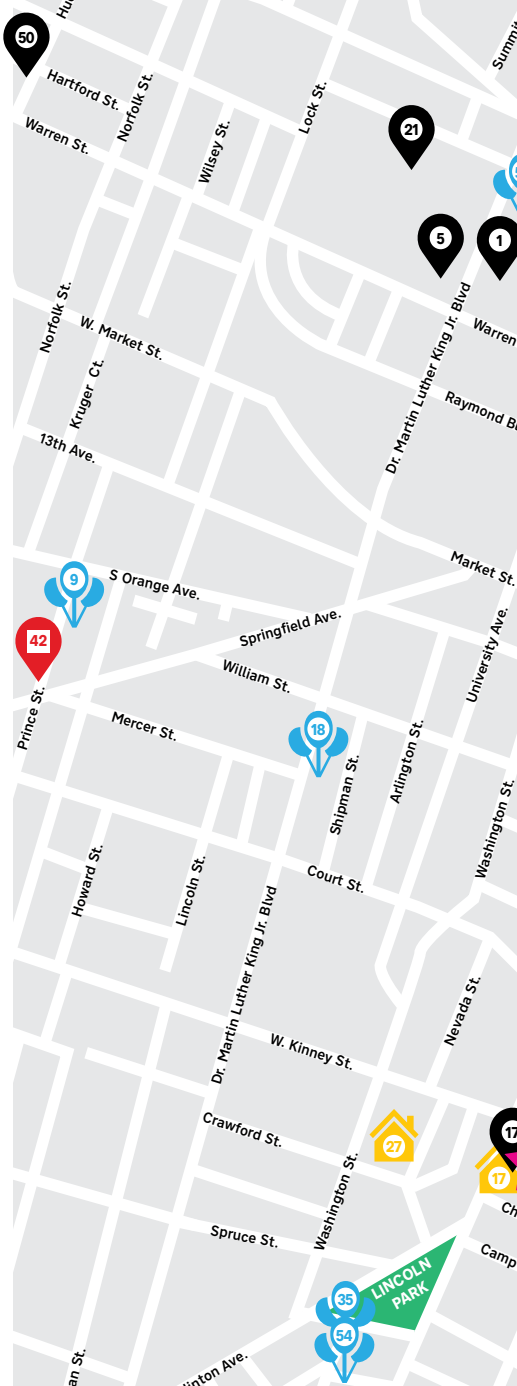 50
Hartford St.
Norfolk St.
Warren St.
Wilsey St.
Lock St.
21
5
1
Norfolk St.
W. Market St.
Kruger Ct.
Dr. Martin Luther King Jr. Blvd
Warren
Raymond
13th Ave.
9
S Orange Ave.
Market St.
42
Springfield Ave.
University Ave.
William St.
Prince St.
Mercer St.
18
Shipman St.
Arlington St.
Washington St.
Howard St.
Lincoln St.
Court St.
Dr. Martin Luther King Jr. Blvd
Nevada St.
W. Kinney St.
Crawford St.
27
17
17
Washington St.
Spruce St.
Camp
LINCOLN
PARK
35
54
Ave.
St.